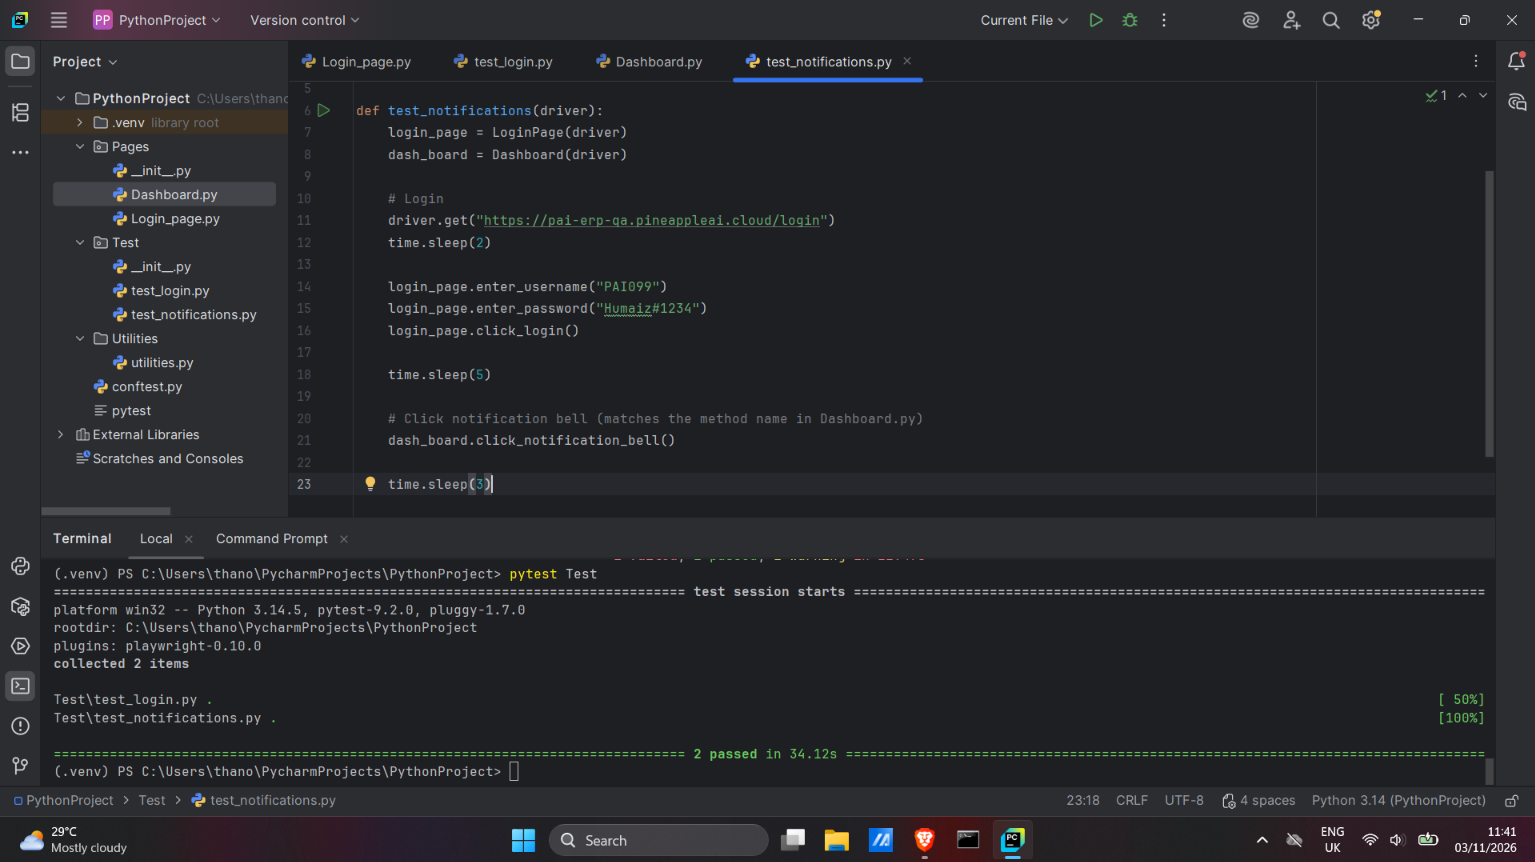 PP PythonProject
Version control
Current File
Project
Login_page.py
test_login.py
Dashboard.py
test_notifications.py
PythonProject C:\Users\thanc
.venv library root
Pages
__init__.py
Dashboard.py
Login_page.py
Test
__init__.py
test_login.py
test_notifications.py
Utilities
utilities.py
conftest.py
pytest
External Libraries
Scratches and Consoles
5
6 def test_notifications(driver):
7 login_page = LoginPage(driver)
8 dash_board = Dashboard(driver)
9
10 # Login
11 driver.get("https://pai-erp-qa.pineappleai.cloud/login")
12 time.sleep(2)
13
14 login_page.enter_username("PAI099")
15 login_page.enter_password("Humaiz#1234")
16 login_page.click_login()
17
18 time.sleep(5)
19
20 # Click notification bell (matches the method name in Dashboard.py)
21 dash_board.click_notification_bell()
22
23 time.sleep(3)
1
Terminal
Local
Command Prompt
(.venv) PS C:\Users\thano\PycharmProjects\PythonProject> pytest Test
=============================== test session starts ===============================
platform win32 -- Python 3.14.5, pytest-9.2.0, pluggy-1.7.0
rootdir: C:\Users\thano\PycharmProjects\PythonProject
plugins: playwright-0.10.0
collected 2 items
Test\test_login.py . [ 50%]
Test\test_notifications.py . [100%]
=============================== 2 passed in 34.12s ===============================
(.venv) PS C:\Users\thano\PycharmProjects\PythonProject>
PythonProject > Test > test_notifications.py
23:18 CRLF UTF-8 4 spaces Python 3.14 (PythonProject)
29°C
Mostly cloudy
Search
ENG
UK
11:41
03/11/2026